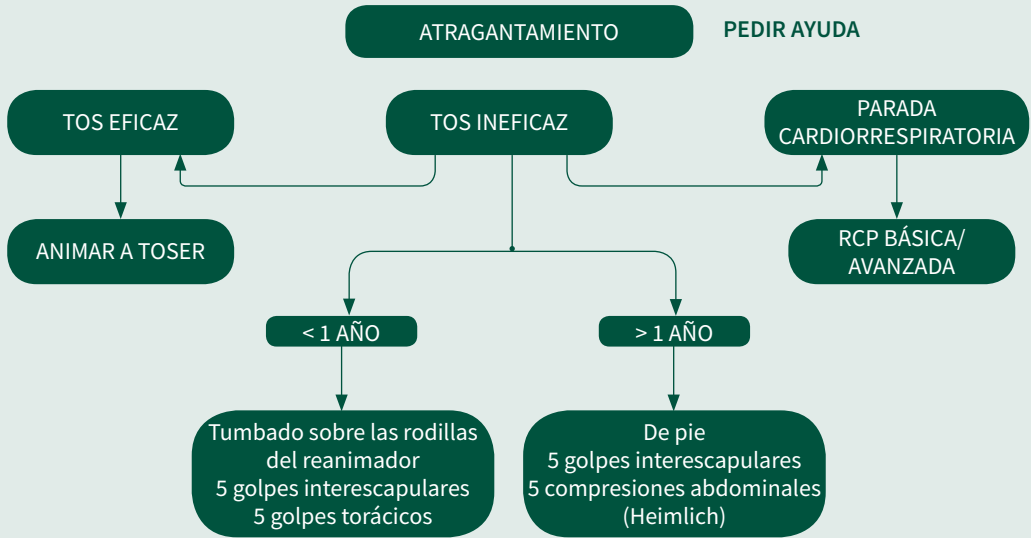 ATRAGANTAMIENTO
PEDIR AYUDA
TOS EFICAZ
TOS INEFICAZ
PARADA
CARDIORRESPIRATORIA
ANIMAR A TOSER
RCP BÁSICA/
AVANZADA
< 1 AÑO
> 1 AÑO
Tumbado sobre las rodillas
del reanimador
5 golpes interescapulares
5 golpes torácicos
De pie
5 golpes interescapulares
5 compresiones abdominales
(Heimlich)